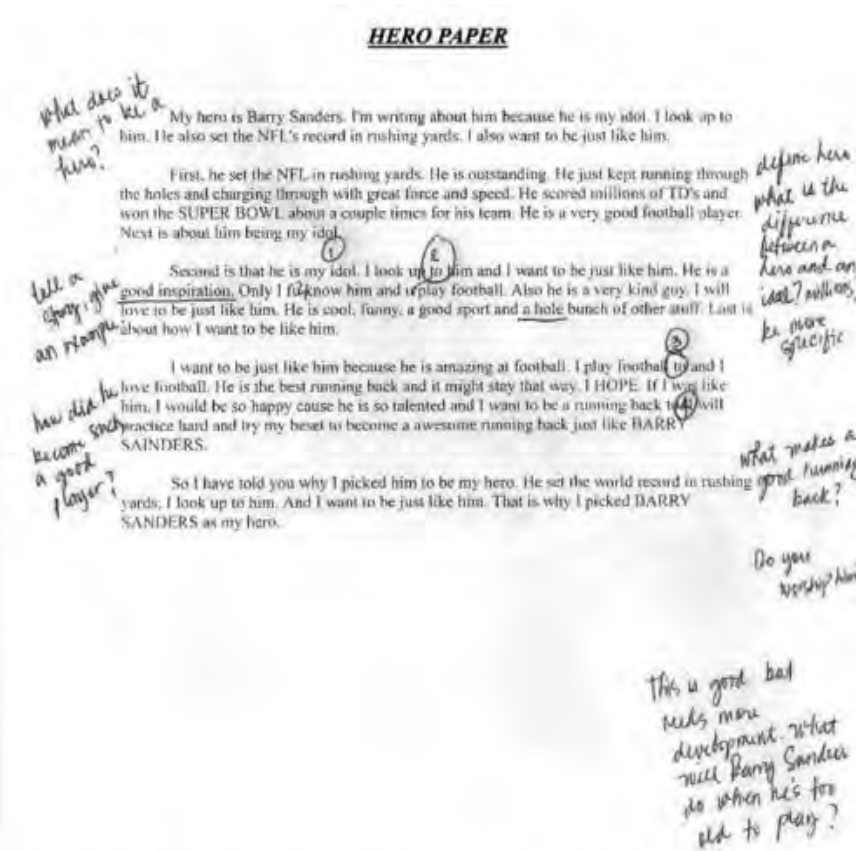 HERO PAPER
what does it
mean to be a
hero?
My hero is Barry Sanders. I'm writing about him because he is my idol. I look up to
him. He also set the NFL's record in rushing yards. I also want to be just like him.
First, he set the NFL in rushing yards. He is outstanding. He just kept running through
the holes and charging through with great force and speed. He scored millions of TD's and
won the SUPER BOWL about a couple times for his team. He is a very good football player.
Next is about him being my idol.
define hero
what is the
difference
between a
hero and an
idol? millions,
be more
specific
1
2
Second is that he is my idol. I look up to him and I want to be just like him. He is a
good inspiration. Only I know him and play football. Also he is a very kind guy. I will
love to be just like him. He is cool, funny, a good sport and a hole bunch of other stuff. Last is
about how I want to be like him.
tell a
story, give
an example
3
I want to be just like him because he is amazing at football. I play football to and I
love football. He is the best running back and it might stay that way. I HOPE. If I was like
him, I would be so happy cause he is so talented and I want to be a running back will
practice hard and try my beset to become a awesome running back just like BARRY
SAINDERS.
4
how did he
become such
a good
player?
what makes a
good running
back?
So I have told you why I picked him to be my hero. He set the world record in rushing
yards, I look up to him. And I want to be just like him. That is why I picked BARRY
SANDERS as my hero.
Do you
worship him
this is good but
needs more
development. What
will Barry Sanders
do when he's too
old to play?